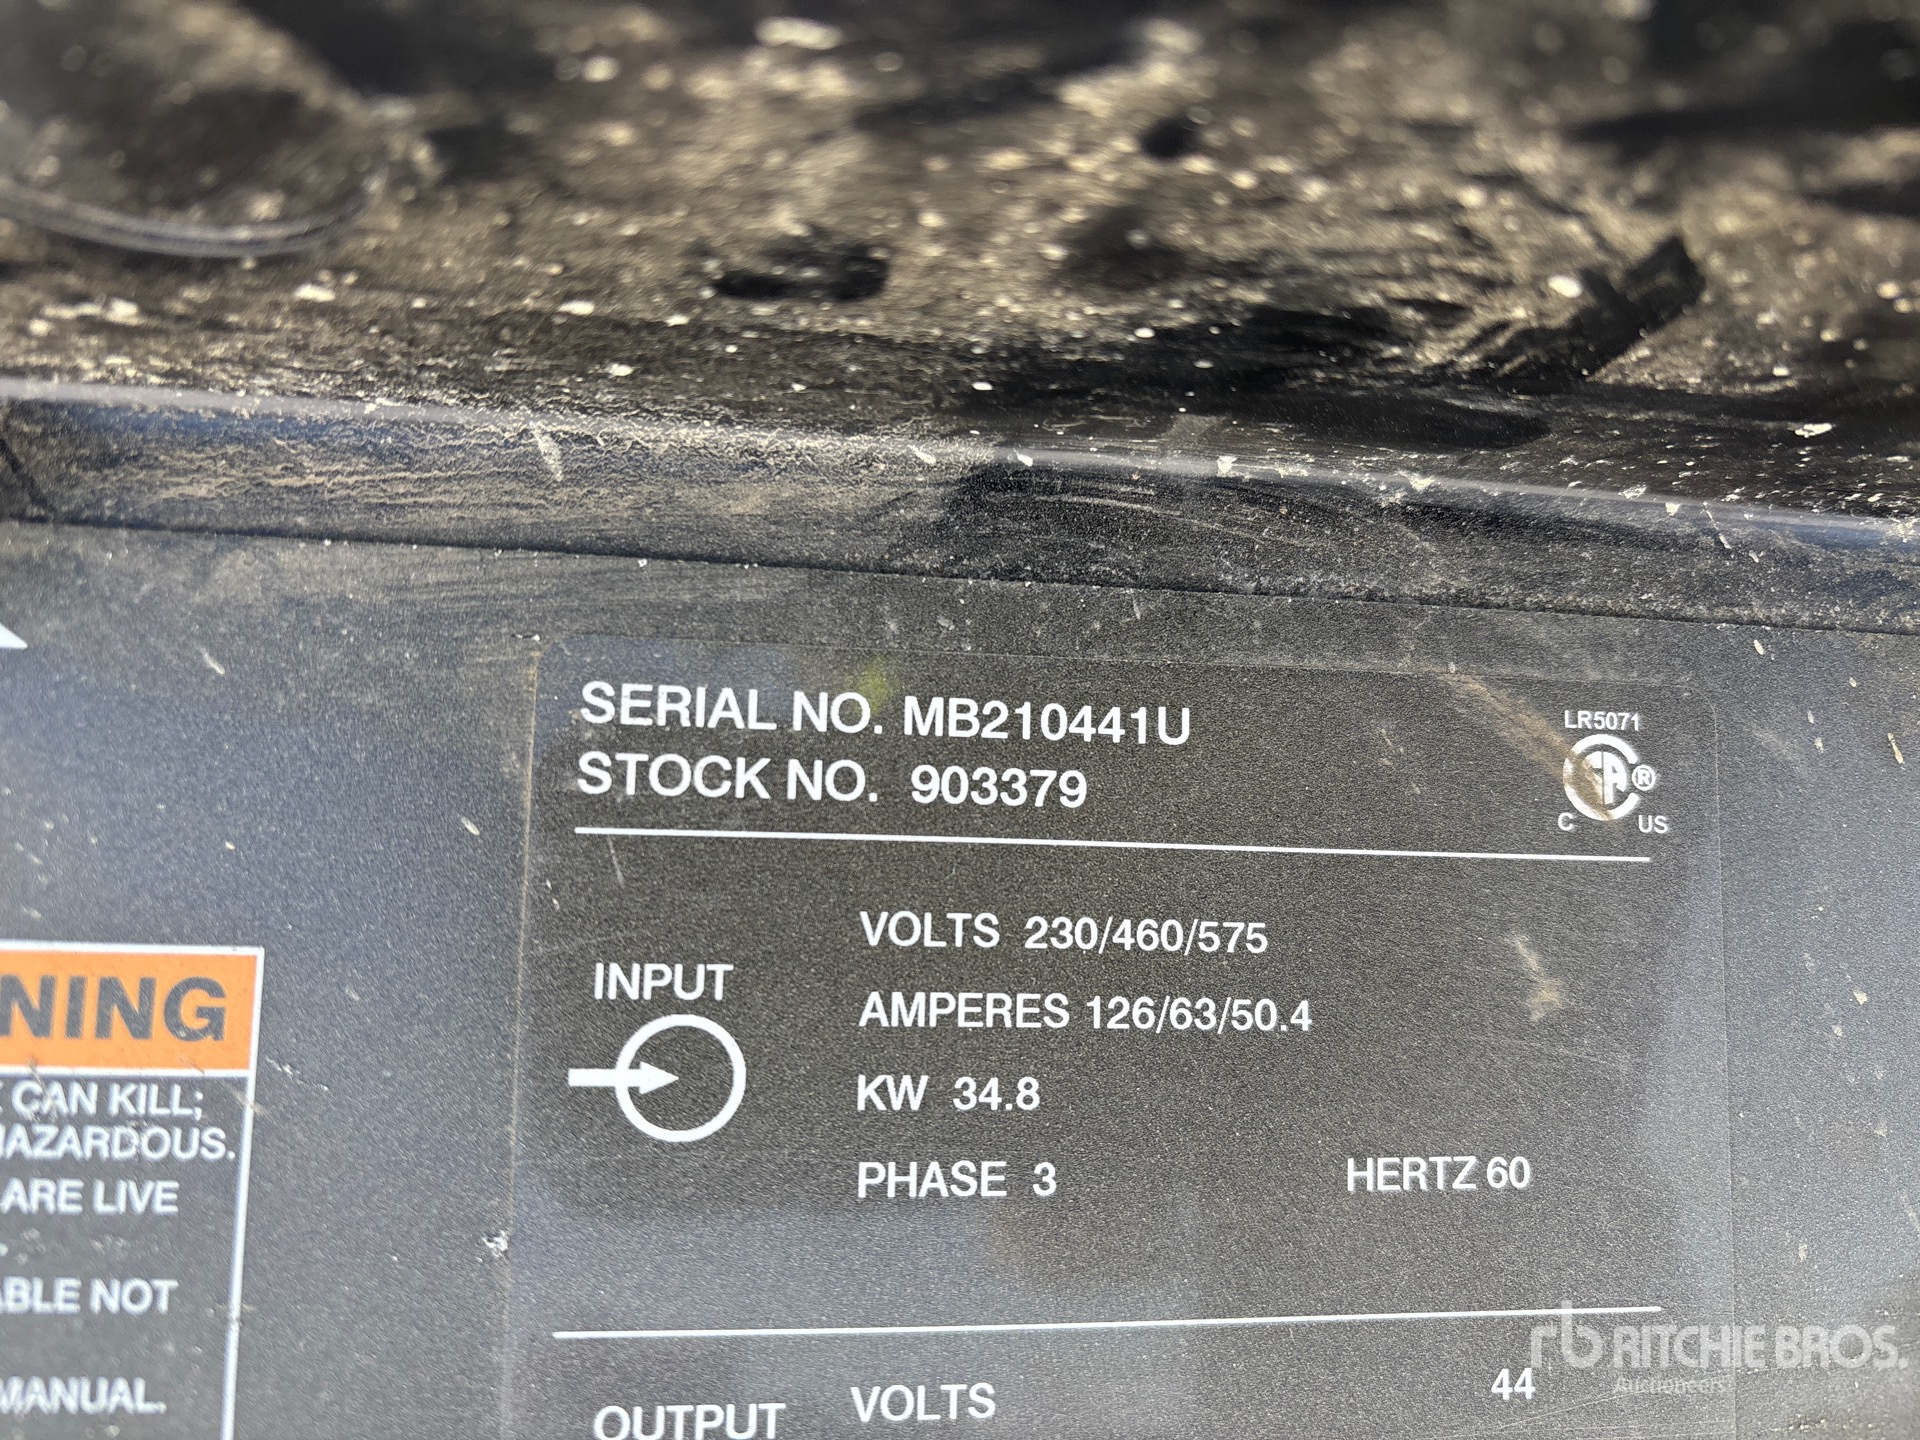 SERIAL NO. MB210441U
STOCK NO. 903379
LR5071
C US
®
INPUT
VOLTS 230/460/575
AMPERES 126/63/50.4
KW 34.8
PHASE 3 HERTZ 60
OUTPUT VOLTS 44
NING
CAN KILL;
HAZARDOUS.
ARE LIVE
ABLE NOT
MANUAL.
rb RITCHIE BROS.
Auctioneers